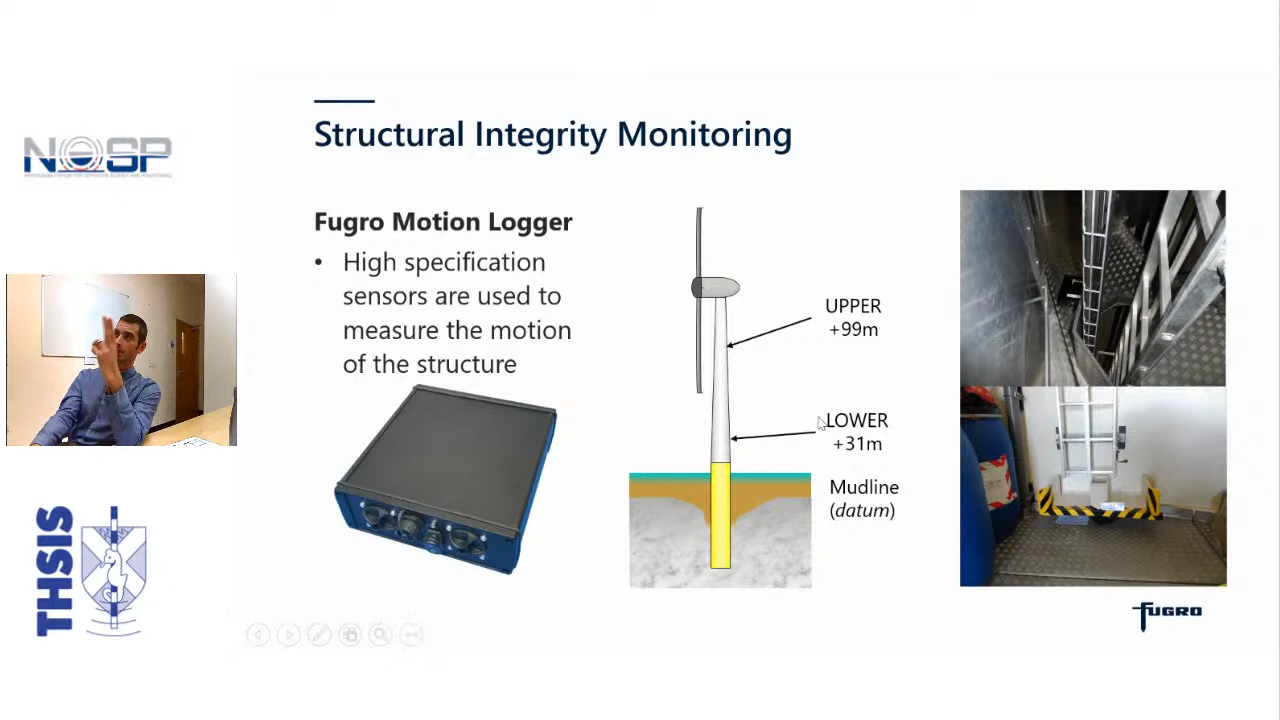 Structural Integrity Monitoring
NOSP
Fugro Motion Logger
• High specification
sensors are used to
measure the motion
of the structure
UPPER
+99m
LOWER
+31m
Mudline
(datum)
THSIS
FUGRO